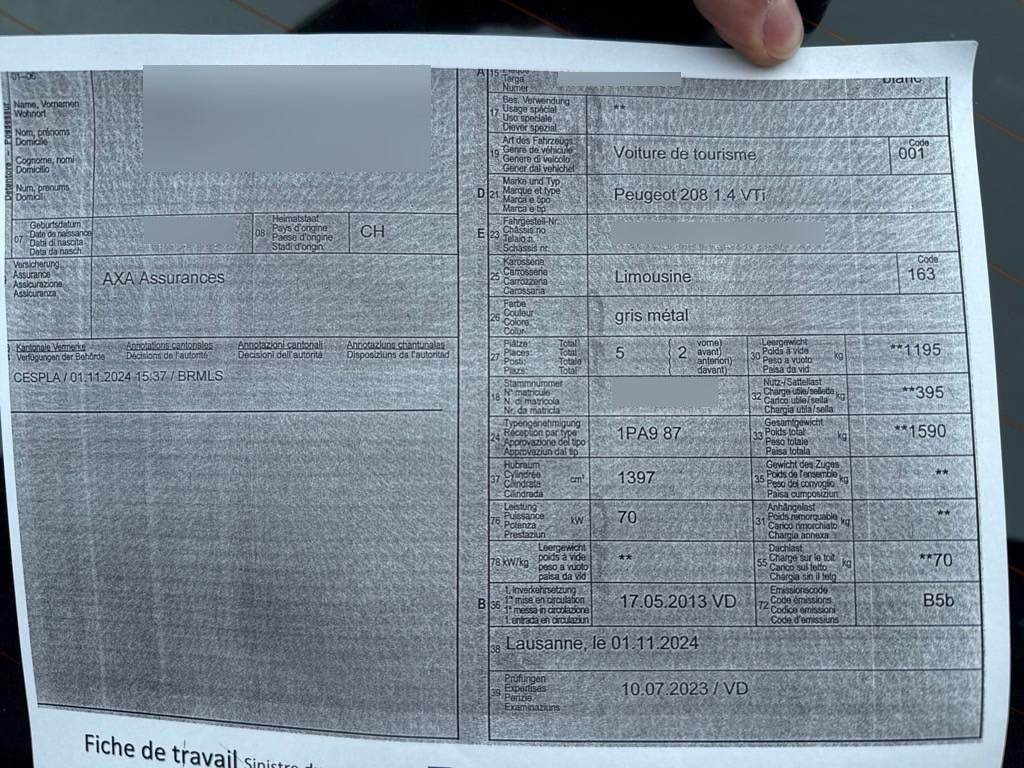 01-06
Name, Vornamen
Wohnort
Nom, prénoms
Domicile
Cognome, nomi
Domicilio
Num, prenums
Domicil
07
Geburtsdatum
Date de naissance
Data di nascita
Data da nasch.
08
Heimatstaat
Pays d'origine
Paese d'origine
Stadi d'origin
CH
Versicherung
Assurance
Assicurazione
Assicuranza
AXA Assurances
Kantonale Vermerke Annotations cantonales Annotazioni cantonali Annotaziuns chantunalas
Verfügungen der Behörde Décisions de l'autorité Decisioni dell'autorità Disposiziuns da l'autoritad
CESPLA / 01.11.2024 15:37 / BRMLS
A 15
Targa
Numer
blanc
17
Bes. Verwendung
Usage spécial
Uso speciale
Diever spezial
**
19
Art des Fahrzeugs
Genre de véhicule
Genere di veicolo
Gener dal vehichel
Voiture de tourisme
Code
001
D 21
Marke und Typ
Marque et type
Marca e tipo
Marca e tip
Peugeot 208 1.4 VTi
E 23
Fahrgestell-Nr.
Châssis no
Telaio n.
Schassis nr.
25
Karosserie
Carrosserie
Carrozzeria
Carossaria
Limousine
Code
163
26
Farbe
Couleur
Colore
Colur
gris métal
27
Plätze: Total
Places: Total
Posti: Totale
Plazs: Total
5
2
vorne)
avant)
anteriori)
davant)
30
Leergewicht
Poids à vide
Peso a vuoto
Paisa da vid
kg
**1195
18
Stammnummer
N° matricule
N. di matricola
Nr. da matricla
32
Nutz-/Sattellast
Charge utile/sellette
Carico utile/sella
Chargia utila/sella
kg
**395
24
Typengenehmigung
Réception par type
Approvazione del tipo
Approvaziun dal tip
1PA9 87
33
Gesamtgewicht
Poids total
Peso totale
Paisa totala
kg
**1590
37
Hubraum
Cylindrée
Cilindrata
Cilindrada
cm³
1397
35
Gewicht des Zuges
Poids de l'ensemble
Peso del convoglio
Paisa cumposiziun
kg
**
76
Leistung
Puissance
Potenza
Prestaziun
kW
70
31
Anhängelast
Poids remorquable
Carico rimorchiato
Chargia annexa
kg
**
78 kW/kg
Leergewicht
poids à vide
peso a vuoto
paisa da vid
**
55
Dachlast
Charge sur le toit
Carico sul tetto
Chargia sin il tetg
kg
**70
B 36
1. Inverkehrsetzung
1re mise en circulation
1a messa in circolazione
1. entrada en circulaziun
17.05.2013 VD
72
Emissionscode
Code émissions
Codice emissioni
Code d'emissiuns
B5b
38 Lausanne, le 01.11.2024
39
Prüfungen
Expertises
Perizie
Examinaziuns
10.07.2023 / VD
Fiche de travail Sinistre